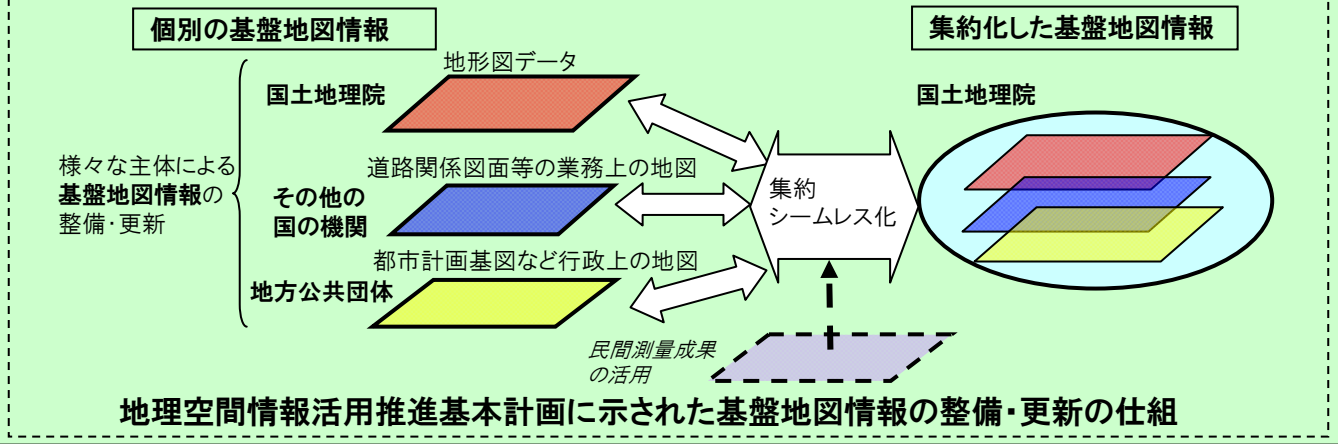 個別の基盤地図情報
集約化した基盤地図情報
地形図データ
国土地理院
国土地理院
様々な主体による
基盤地図情報の
整備・更新
道路関係図面等の業務上の地図
その他の
国の機関
集約
シームレス化
都市計画基図など行政上の地図
地方公共団体
民間測量成果
の活用
地理空間情報活用推進基本計画に示された基盤地図情報の整備・更新の仕組